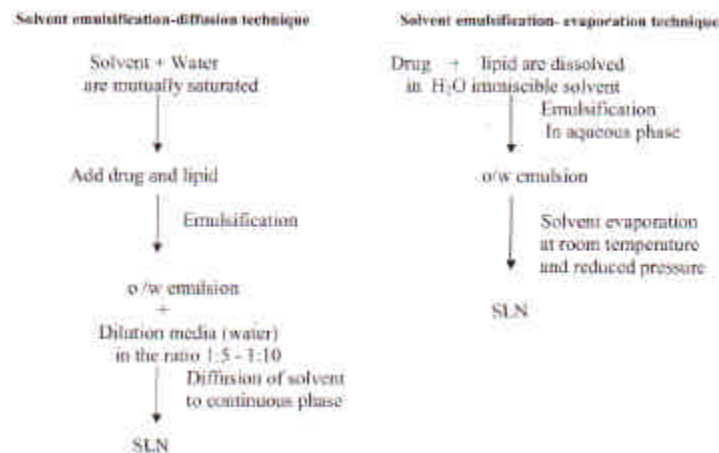 Solvent emulsification-diffusion technique
Solvent + Water
are mutually saturated
Add drug and lipid
Emulsification
o /w emulsion
+
Dilution media (water)
in the ratio 1:5 - 1:10
Diffusion of solvent
to continuous phase
SLN
Solvent emulsification- evaporation technique
Drug + lipid are dissolved
in H₂O immiscible solvent
Emulsification
In aqueous phase
o/w emulsion
Solvent evaporation
at room temperature
and reduced pressure
SLN